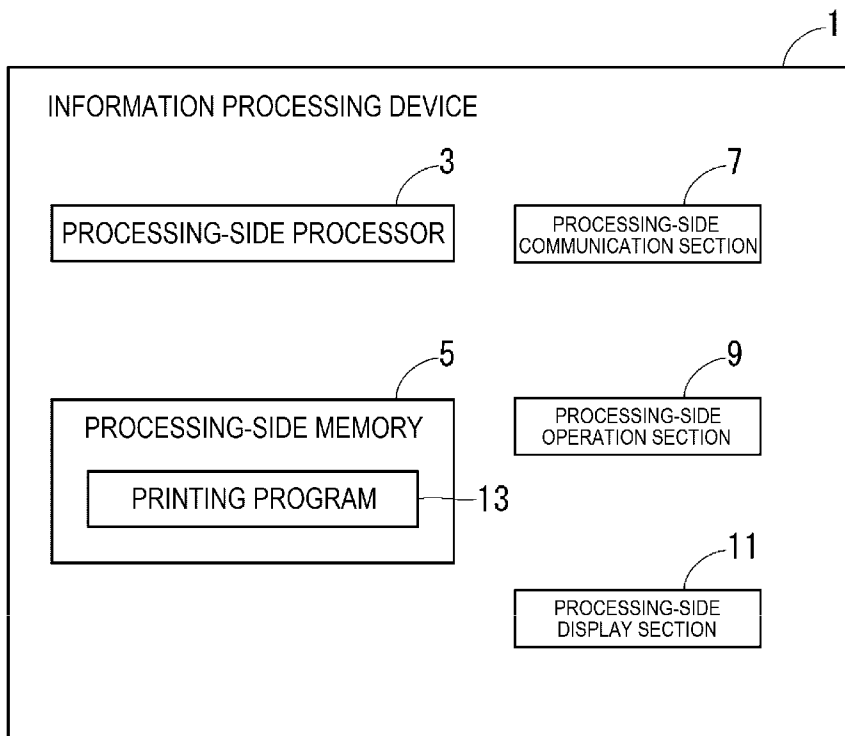 1
INFORMATION PROCESSING DEVICE
3
PROCESSING-SIDE PROCESSOR
7
PROCESSING-SIDE
COMMUNICATION SECTION
5
PROCESSING-SIDE MEMORY
PRINTING PROGRAM
13
9
PROCESSING-SIDE
OPERATION SECTION
11
PROCESSING-SIDE
DISPLAY SECTION